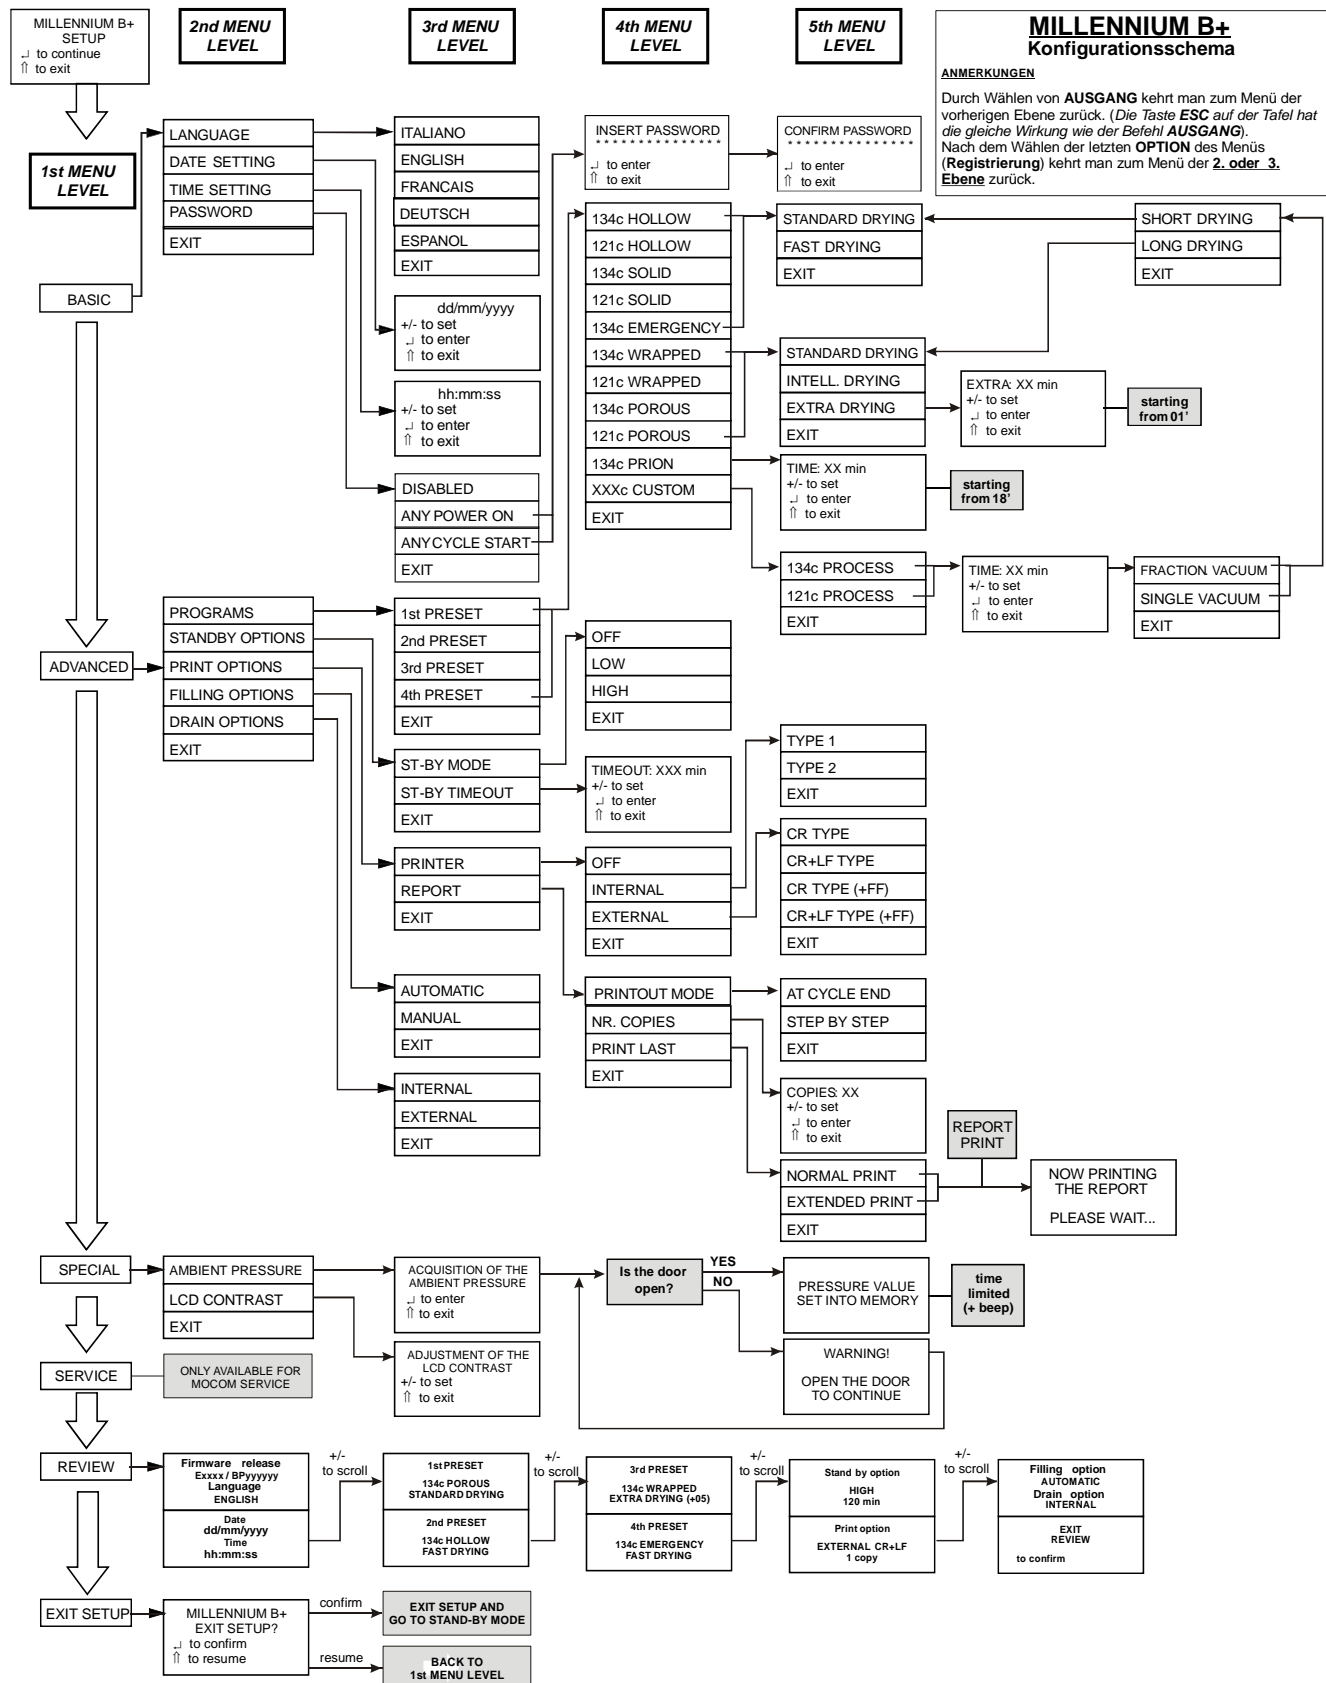 MILLENNIUM B+
SETUP
↵ to continue
⇑ to exit
2nd MENU
LEVEL
3rd MENU
LEVEL
4th MENU
LEVEL
5th MENU
LEVEL
MILLENNIUM B+
Konfigurationsschema
ANMERKUNGEN
Durch Wählen von AUSGANG kehrt man zum Menü der
vorherigen Ebene zurück. (Die Taste ESC auf der Tafel hat
die gleiche Wirkung wie der Befehl AUSGANG).
Nach dem Wählen der letzten OPTION des Menüs
(Registrierung) kehrt man zum Menü der 2. oder 3.
Ebene zurück.
1st MENU
LEVEL
BASIC
LANGUAGE
DATE SETTING
TIME SETTING
PASSWORD
EXIT
ITALIANO
ENGLISH
FRANCAIS
DEUTSCH
ESPANOL
EXIT
dd/mm/yyyy
+/- to set
↵ to enter
⇑ to exit
hh:mm:ss
+/- to set
↵ to enter
⇑ to exit
DISABLED
ANY POWER ON
ANY CYCLE START
EXIT
INSERT PASSWORD
* * * * * * * * * * * * * *
↵ to enter
⇑ to exit
CONFIRM PASSWORD
* * * * * * * * * * * * * * *
↵ to enter
⇑ to exit
134c HOLLOW
121c HOLLOW
134c SOLID
121c SOLID
134c EMERGENCY
134c WRAPPED
121c WRAPPED
134c POROUS
121c POROUS
134c PRION
XXXc CUSTOM
EXIT
STANDARD DRYING
FAST DRYING
EXIT
SHORT DRYING
LONG DRYING
EXIT
STANDARD DRYING
INTELL. DRYING
EXTRA DRYING
EXIT
EXTRA: XX min
+/- to set
↵ to enter
⇑ to exit
starting
from 01'
TIME: XX min
+/- to set
↵ to enter
⇑ to exit
starting
from 18'
134c PROCESS
121c PROCESS
EXIT
TIME: XX min
+/- to set
↵ to enter
⇑ to exit
FRACTION. VACUUM
SINGLE VACUUM
EXIT
ADVANCED
PROGRAMS
STANDBY OPTIONS
PRINT OPTIONS
FILLING OPTIONS
DRAIN OPTIONS
EXIT
1st PRESET
2nd PRESET
3rd PRESET
4th PRESET
EXIT
OFF
LOW
HIGH
EXIT
ST-BY MODE
ST-BY TIMEOUT
EXIT
TIMEOUT: XXX min
+/- to set
↵ to enter
⇑ to exit
TYPE 1
TYPE 2
EXIT
PRINTER
REPORT
EXIT
OFF
INTERNAL
EXTERNAL
EXIT
CR TYPE
CR+LF TYPE
CR TYPE (+FF)
CR+LF TYPE (+FF)
EXIT
AUTOMATIC
MANUAL
EXIT
PRINTOUT MODE
NR. COPIES
PRINT LAST
EXIT
AT CYCLE END
STEP BY STEP
EXIT
INTERNAL
EXTERNAL
EXIT
COPIES: XX
+/- to set
↵ to enter
⇑ to exit
REPORT
PRINT
NORMAL PRINT
EXTENDED PRINT
EXIT
NOW PRINTING
THE REPORT
PLEASE WAIT...
SPECIAL
AMBIENT PRESSURE
LCD CONTRAST
EXIT
ACQUISITION OF THE
AMBIENT PRESSURE
↵ to enter
⇑ to exit
Is the door
open?
YES
NO
PRESSURE VALUE
SET INTO MEMORY
time
limited
(+ beep)
WARNING!
OPEN THE DOOR
TO CONTINUE
ADJUSTMENT OF THE
LCD CONTRAST
+/- to set
⇑ to exit
SERVICE
ONLY AVAILABLE FOR
MOCOM SERVICE
REVIEW
Firmware release
Exxxx / BPyyyyyy
Language
ENGLISH
Date
dd/mm/yyyy
Time
hh:mm:ss
+/-
to scroll
1st PRESET
134c POROUS
STANDARD DRYING
2nd PRESET
134c HOLLOW
FAST DRYING
+/-
to scroll
3rd PRESET
134c WRAPPED
EXTRA DRYING (+05)
4th PRESET
134c EMERGENCY
FAST DRYING
+/-
to scroll
Stand by option
HIGH
120 min
Print option
EXTERNAL CR+LF
1 copy
+/-
to scroll
Filling option
AUTOMATIC
Drain option
INTERNAL
EXIT
REVIEW
to confirm
EXIT SETUP
MILLENNIUM B+
EXIT SETUP?
↵ to confirm
⇑ to resume
confirm
EXIT SETUP AND
GO TO STAND-BY MODE
resume
BACK TO
1st MENU LEVEL